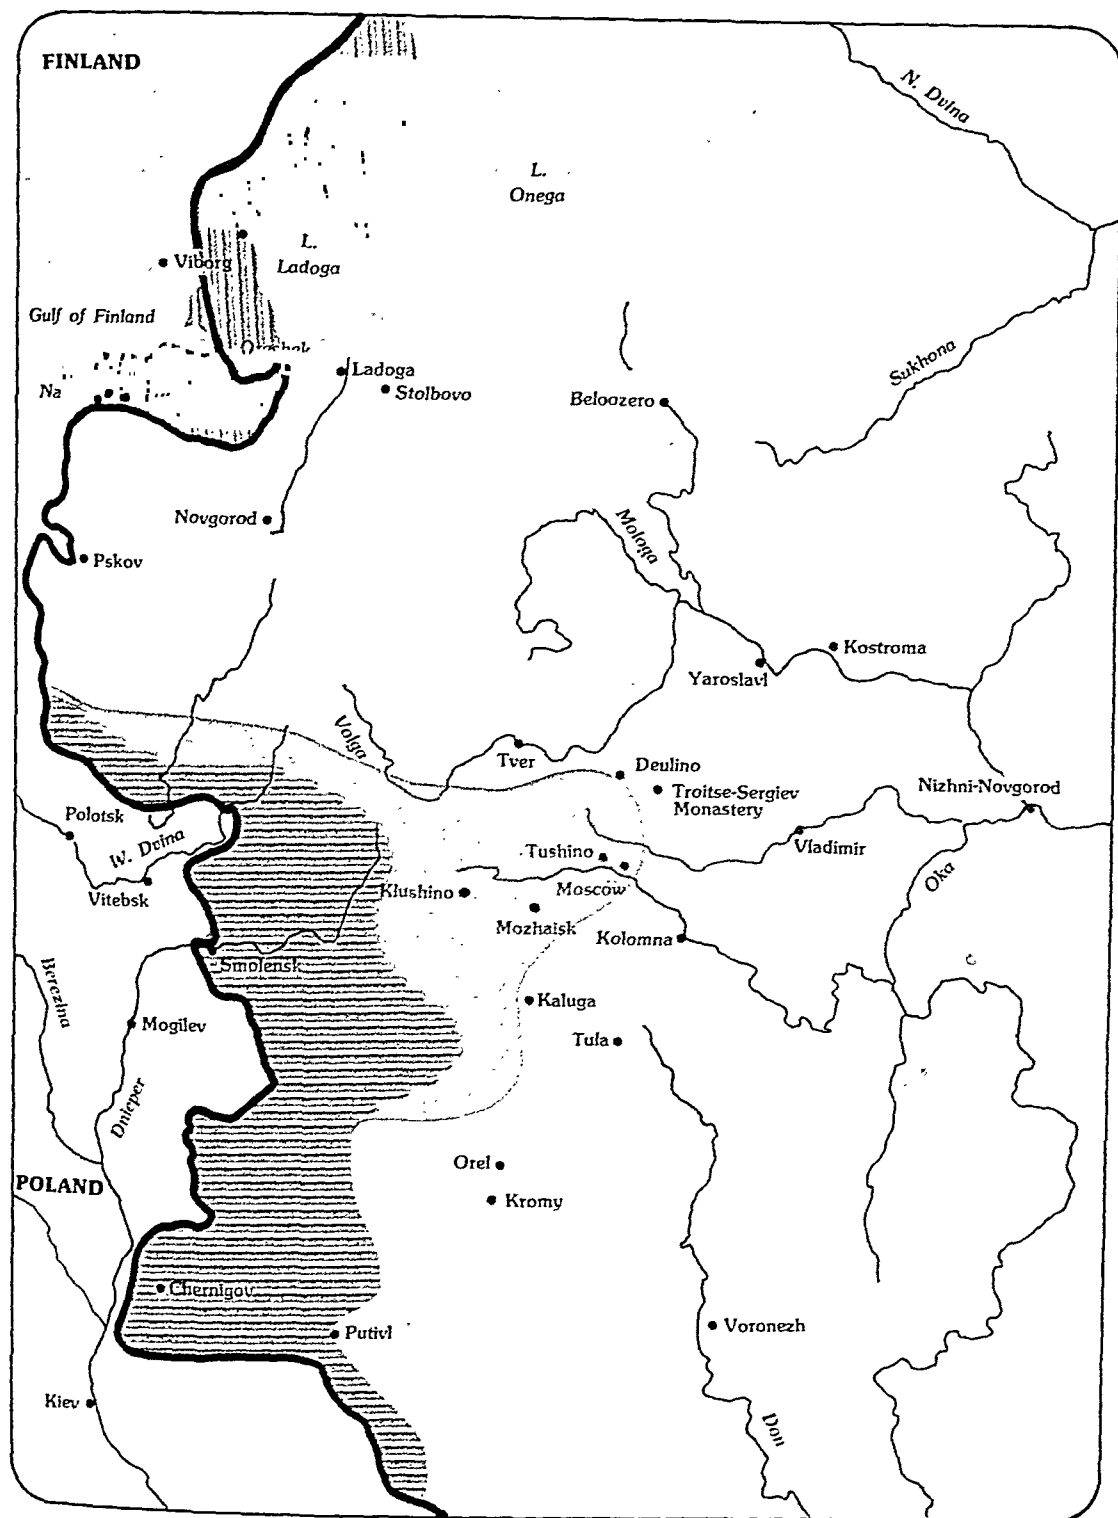 FINLAND
N. Dvina
L.
Onega
L.
Ladoga
Viborg
Gulf of Finland
Na
Ladoga
Stolbovo
Beloozero
Sukhona
Novgorod
Mologa
Pskov
Kostroma
Yaroslavl
Volga
Tver
Deulino
Troitse-Sergiev
Monastery
Nizhni-Novgorod
Polotsk
W. Dvina
Vladimir
Tushino
Vitebsk
Klushino
Moscow
Oka
Mozhaisk
Kolomna
Smolensk
Berezina
Kaluga
Mogilev
Tula
Dnieper
Orel
POLAND
Kromy
Chernigov
Putivl
Voronezh
Kiev
Don